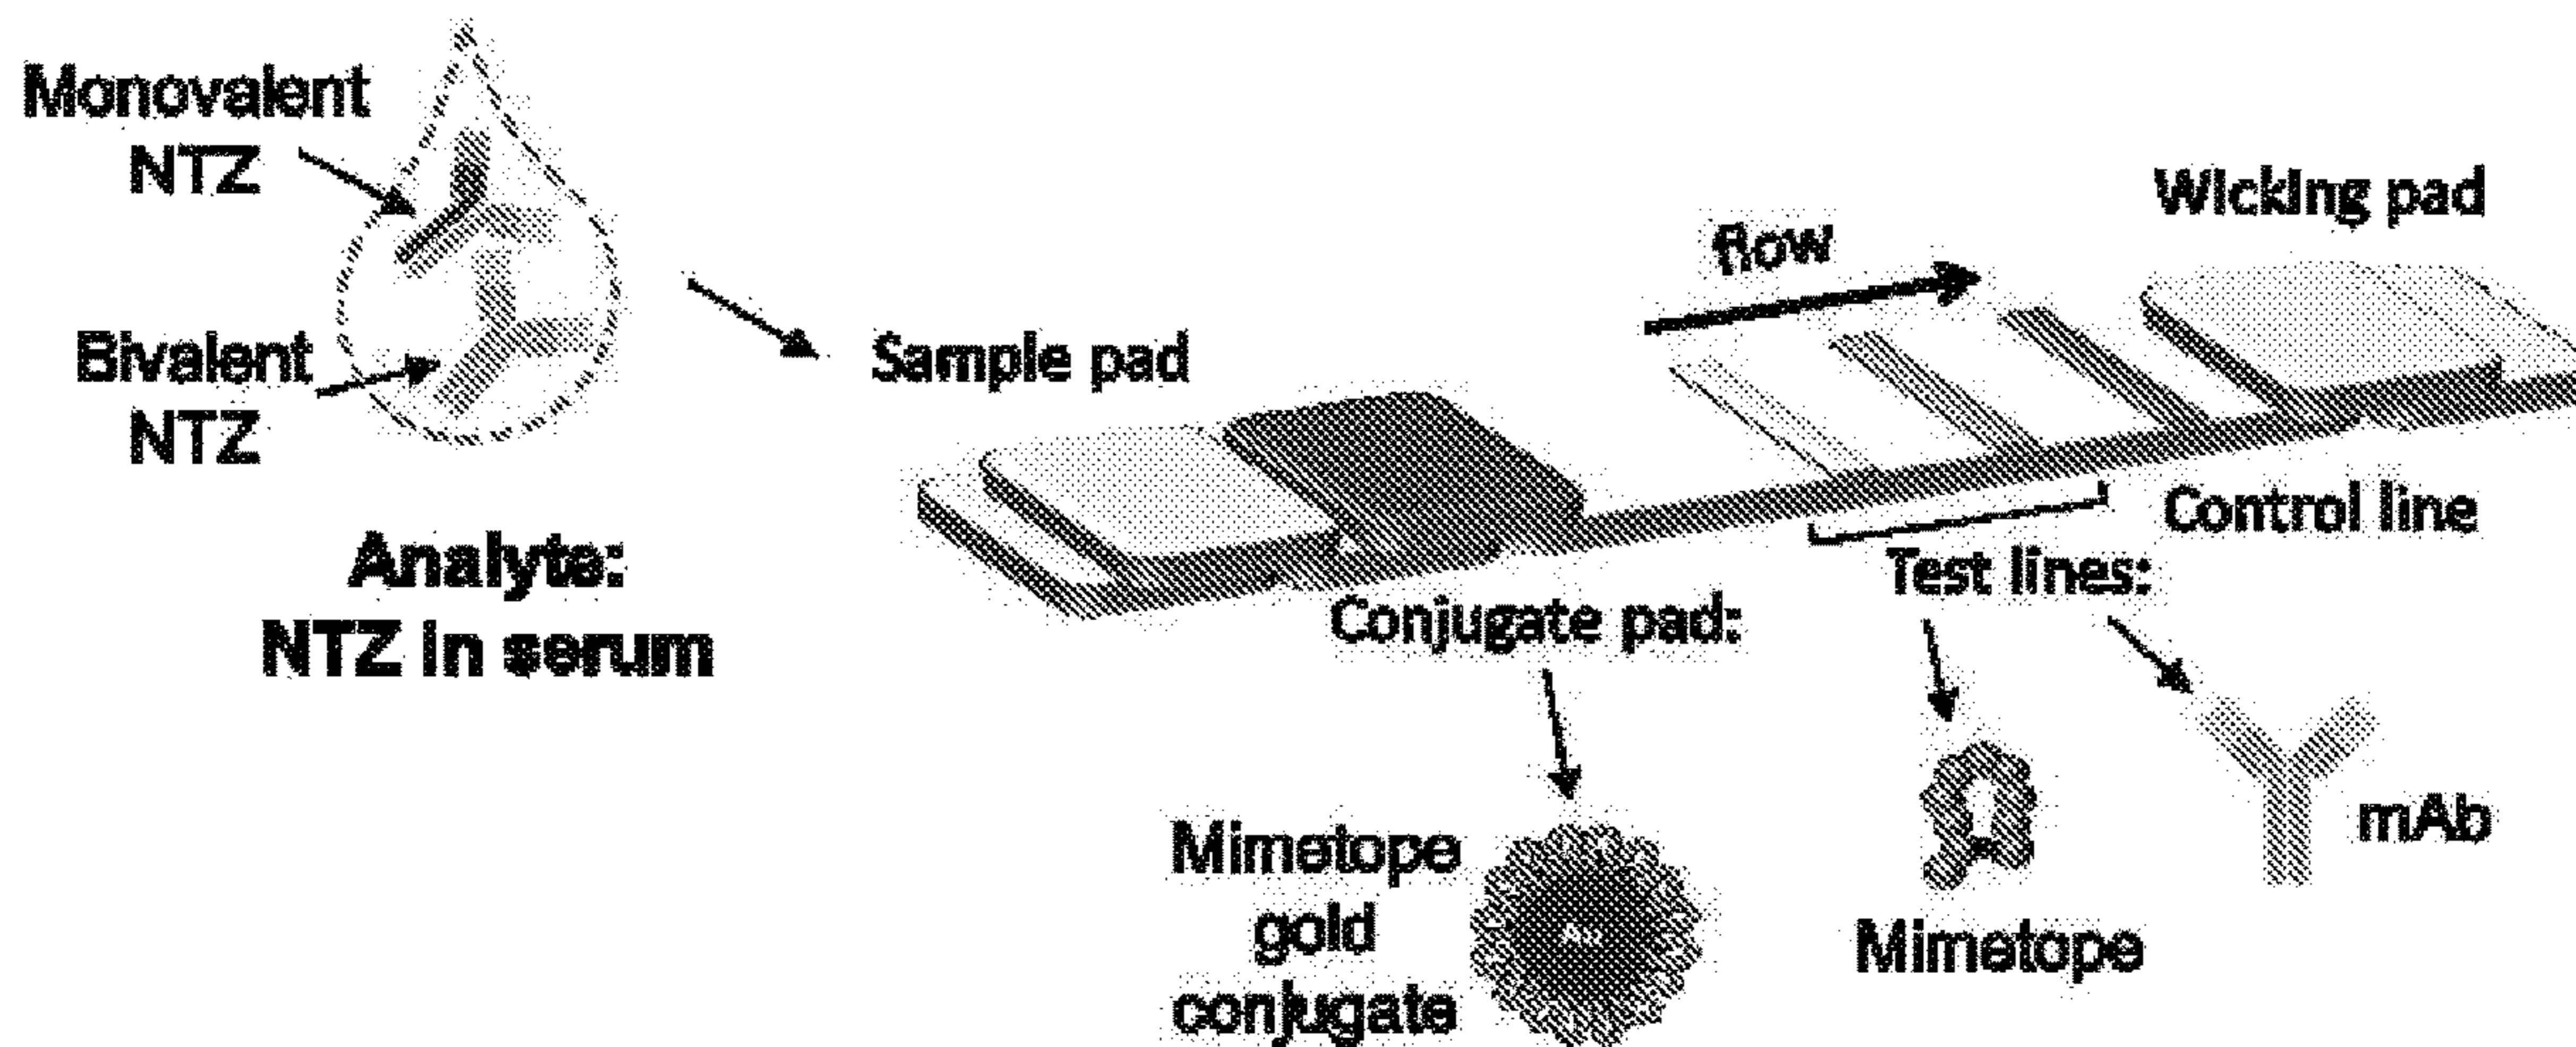 Monovalent
NTZ
Bivalent
NTZ
Analyte:
NTZ in serum
Sample pad
flow
Wicking pad
Conjugate pad:
Control line
Test lines:
Mimetope
gold
conjugate
Mimetope
mAb